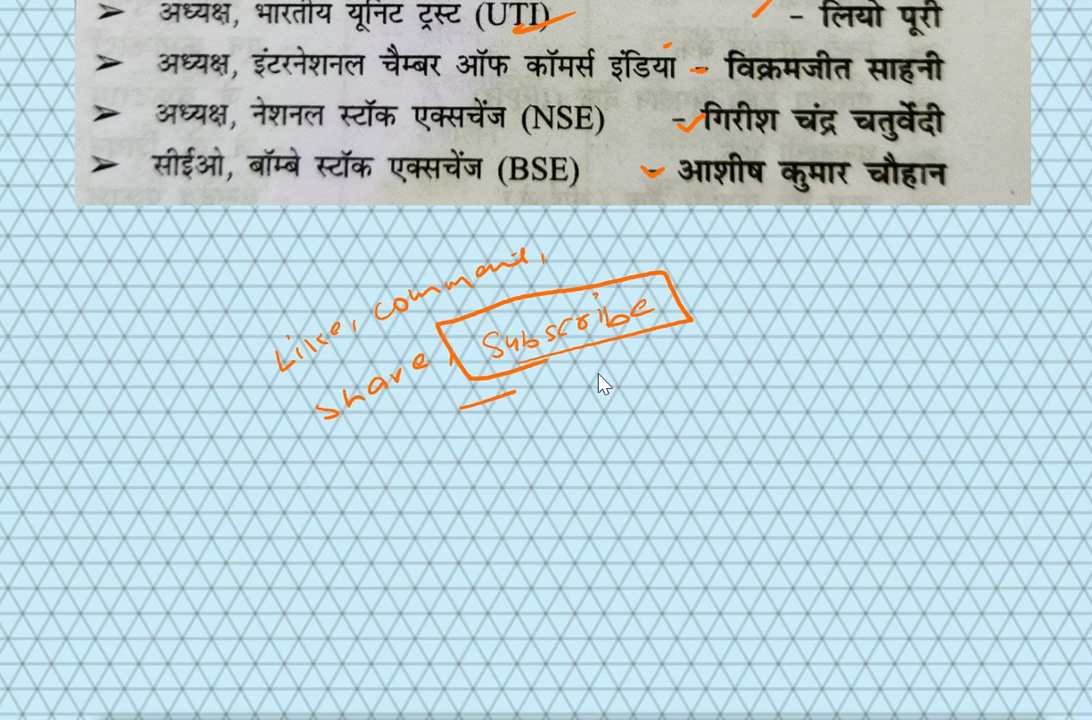 ➢ अध्यक्ष, भारतीय यूनिट ट्रस्ट (UTI) - लियो पूरी
➢ अध्यक्ष, इंटरनेशनल चैम्बर ऑफ कॉमर्स इंडिया - विक्रमजीत साहनी
➢ अध्यक्ष, नेशनल स्टॉक एक्सचेंज (NSE) - गिरीश चंद्र चतुर्वेदी
➢ सीईओ, बॉम्बे स्टॉक एक्सचेंज (BSE) - आशीष कुमार चौहान
Like, comment,
share, Subscribe